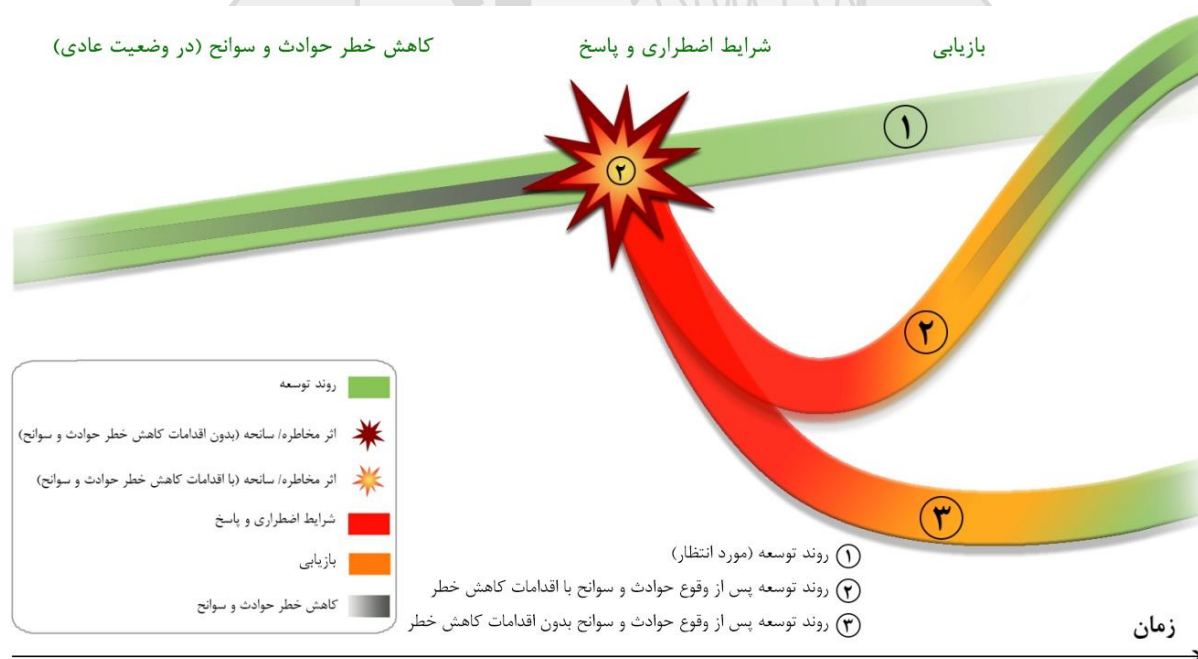 بازیابی
شرایط اضطراری و پاسخ
کاهش خطر حوادث و سوانح (در وضعیت عادی)
۱
۲
۲
۳
روند توسعه
اثر مخاطره/ سانحه (بدون اقدامات کاهش خطر حوادث و سوانح)
اثر مخاطره/ سانحه (با اقدامات کاهش خطر حوادث و سوانح)
شرایط اضطراری و پاسخ
بازیابی
کاهش خطر حوادث و سوانح
۱ روند توسعه (مورد انتظار)
۲ روند توسعه پس از وقوع حوادث و سوانح با اقدامات کاهش خطر
۳ روند توسعه پس از وقوع حوادث و سوانح بدون اقدامات کاهش خطر
زمان